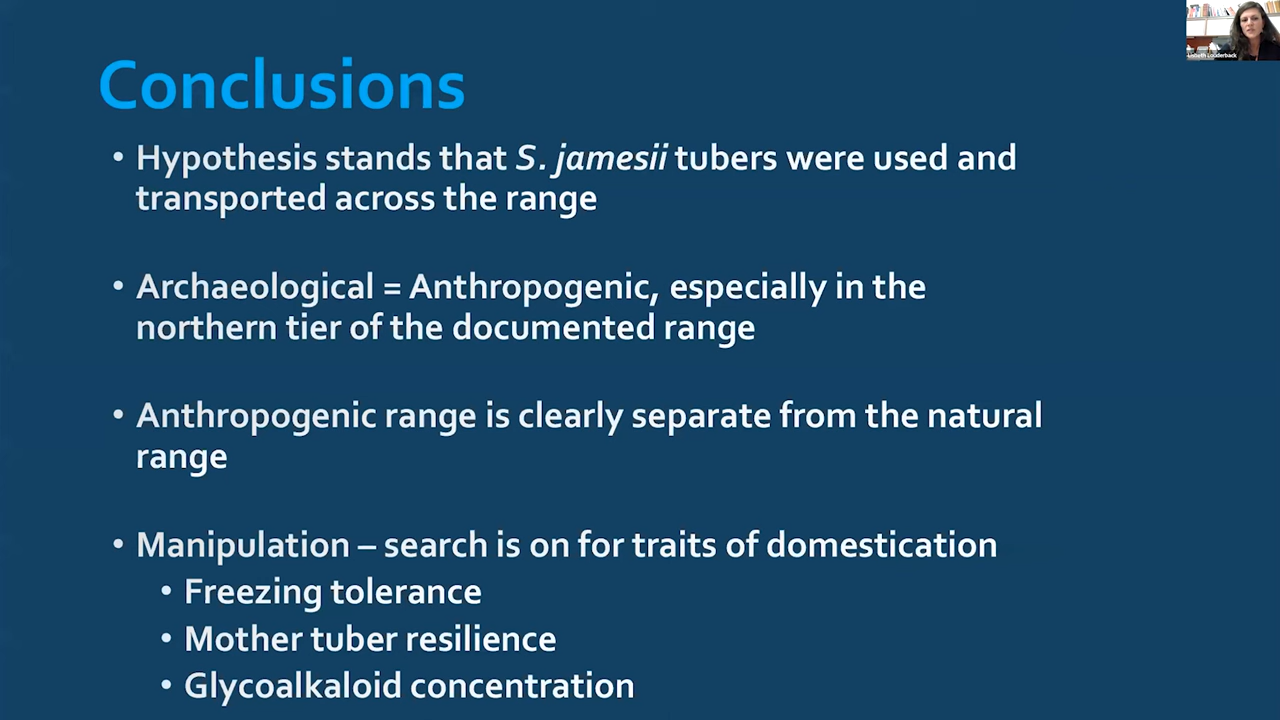 Conclusions
• Hypothesis stands that S. jamesii tubers were used and
transported across the range
• Archaeological = Anthropogenic, especially in the
northern tier of the documented range
• Anthropogenic range is clearly separate from the natural
range
• Manipulation – search is on for traits of domestication
• Freezing tolerance
• Mother tuber resilience
• Glycoalkaloid concentration
Louderback